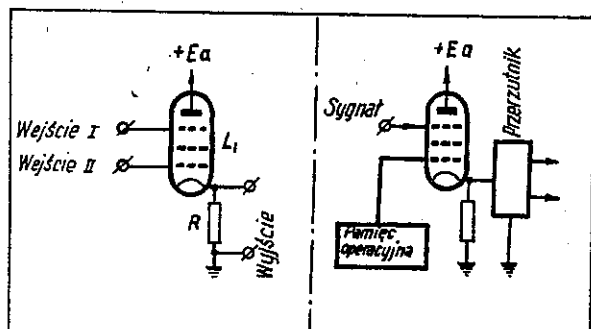 +Ea
Wejście I
L1
Wejście II
R
Wyjście
+Ea
Sygnał
Przerzutnik
Pamięć
operacyjna